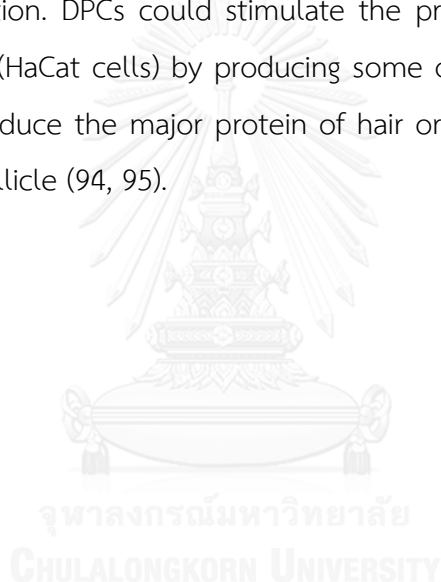 tion. DPCs could stimulate the pr
(HaCat cells) by producing some c
duce the major protein of hair or
llicle (94, 95).
จุฬาลงกรณ์มหาวิทยาลัย
CHULALONGKORN UNIVERSITY